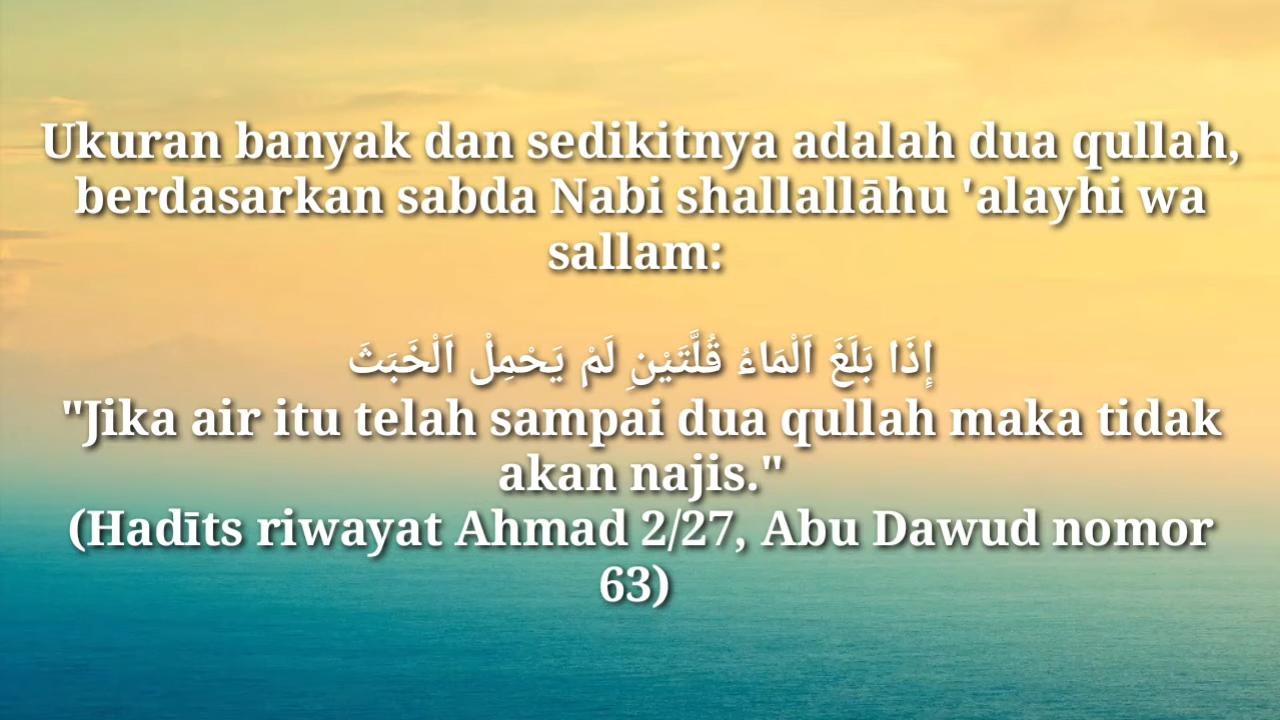 Ukuran banyak dan sedikitnya adalah dua qullah,
berdasarkan sabda Nabi shallallāhu 'alayhi wa
sallam:
إِذَا بَلَغَ اَلْمَاءُ قُلَّتَيْنِ لَمْ يَحْمِلْ اَلْخَبَثَ
"Jika air itu telah sampai dua qullah maka tidak
akan najis."
(Hadīts riwayat Ahmad 2/27, Abu Dawud nomor
63)